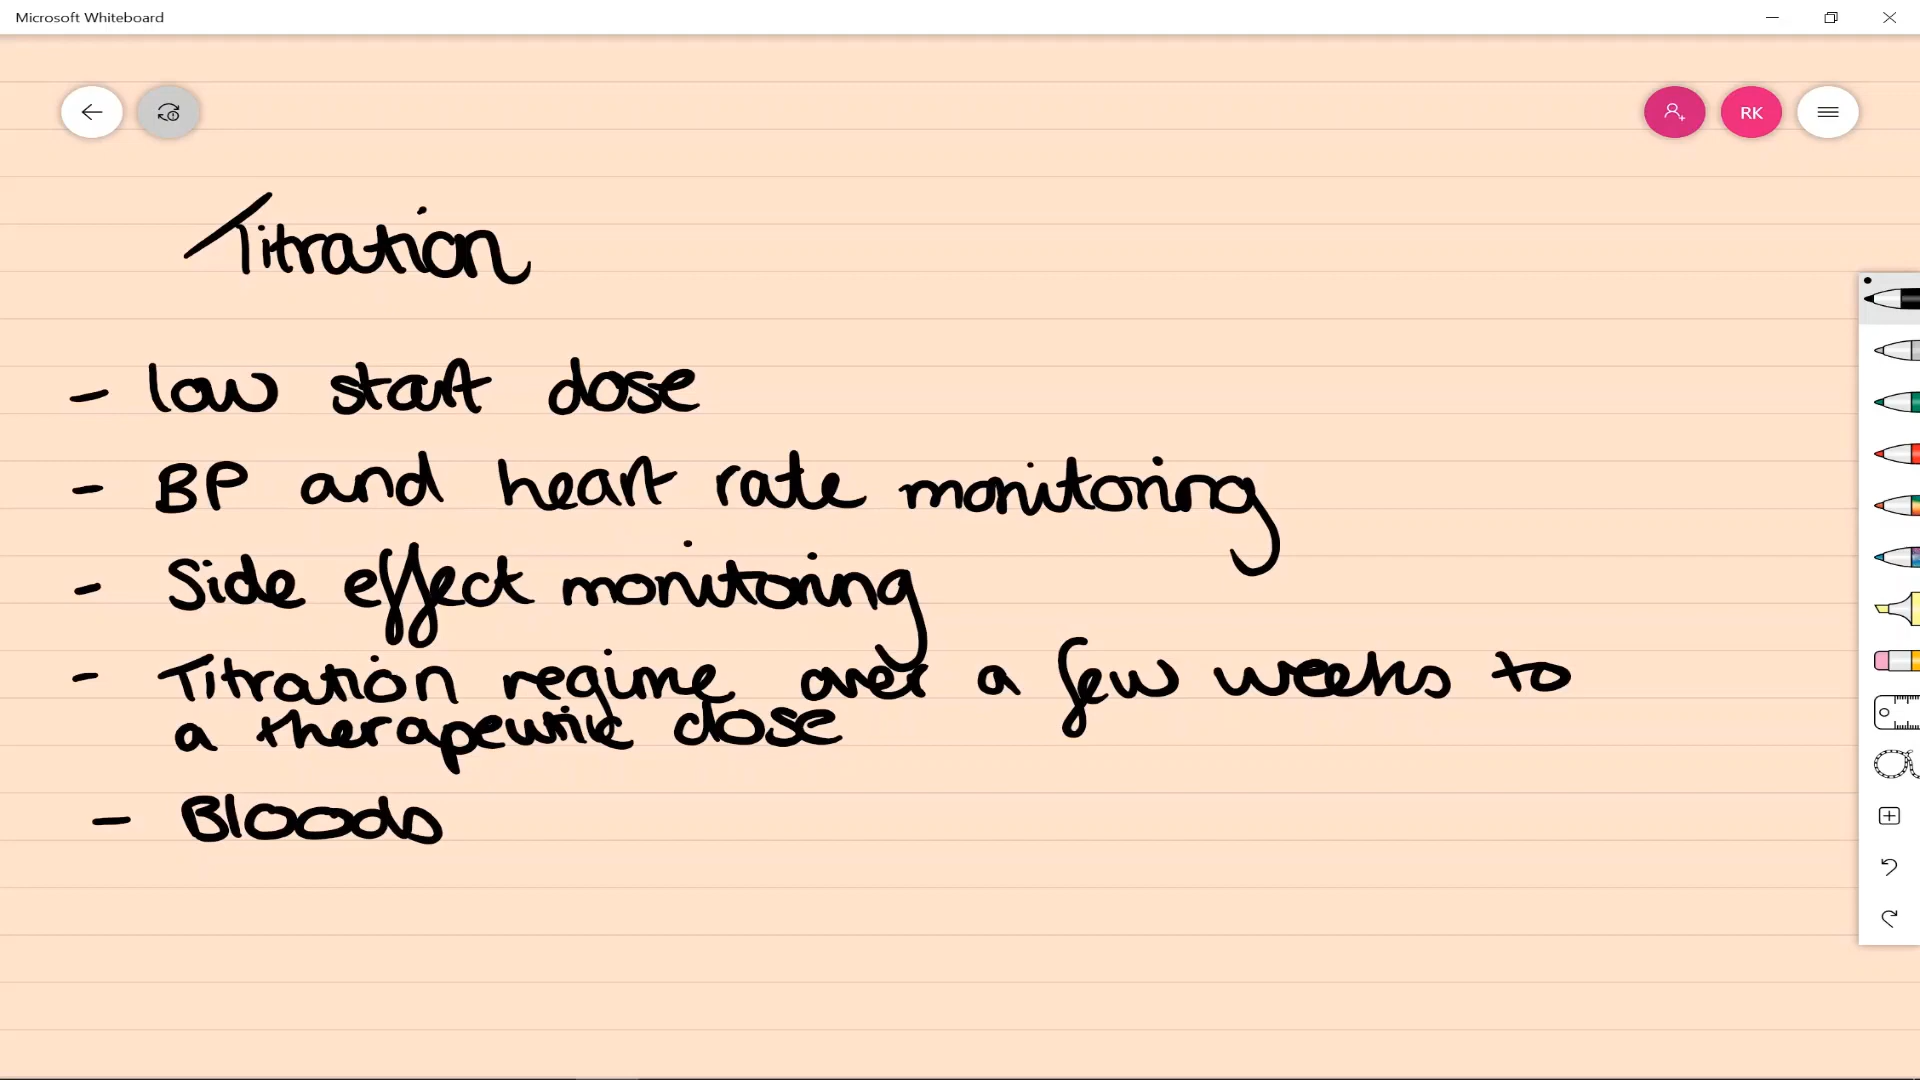 Microsoft Whiteboard
RK
Titration
- low start dose
- BP and heart rate monitoring
- Side effect monitoring
- Titration regime over a few weeks to
a therapeutic dose
- Bloods